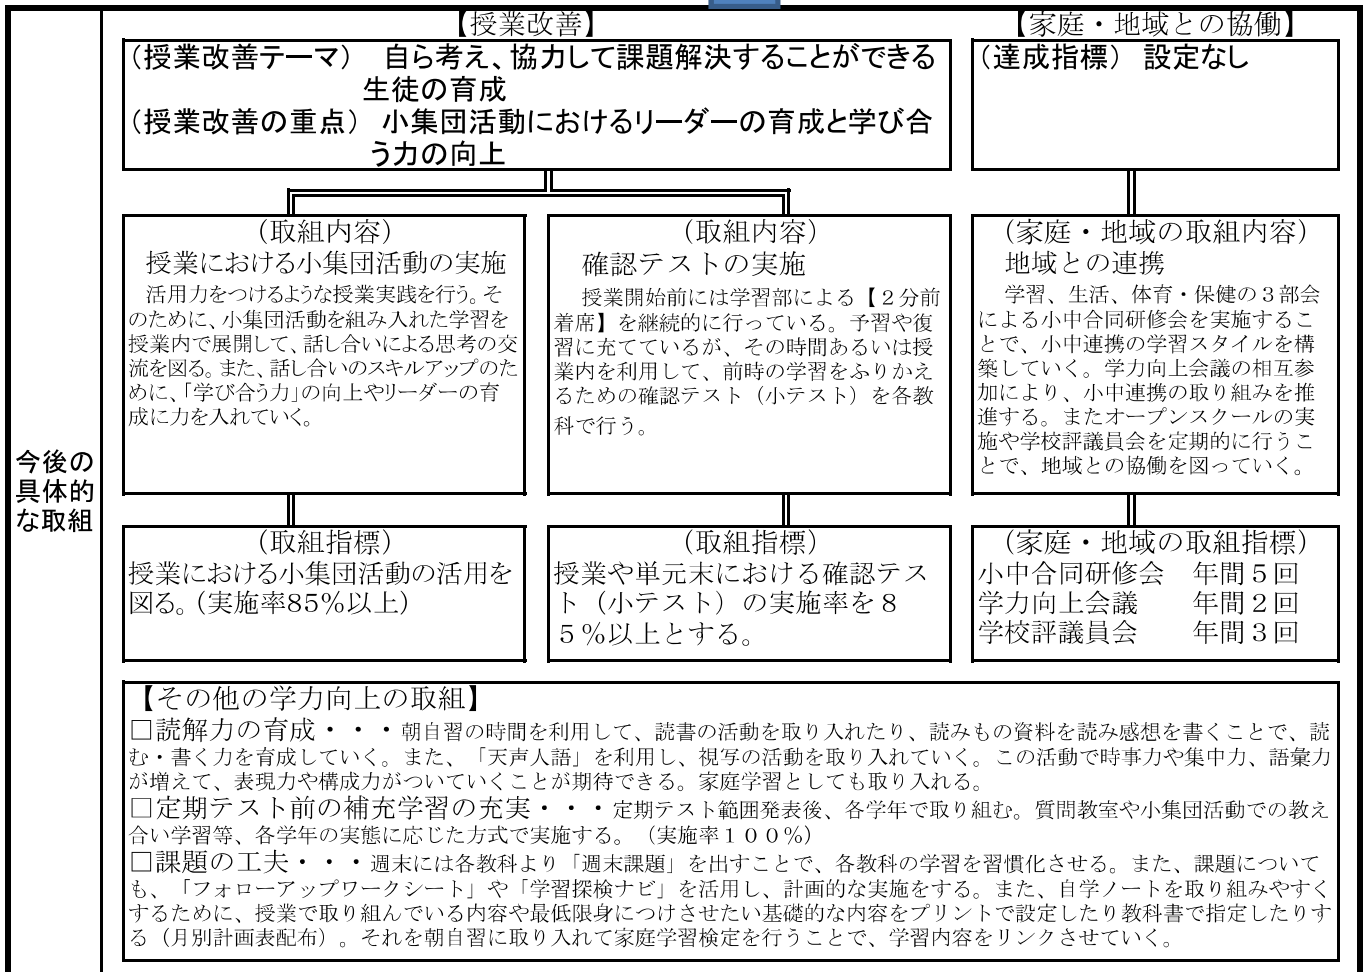 今後の
具体的
な取組
【授業改善】
（授業改善テーマ）　自ら考え、協力して課題解決することができる
生徒の育成
（授業改善の重点）　小集団活動におけるリーダーの育成と学び合
う力の向上
（取組内容）
授業における小集団活動の実施
活用力をつけるような授業実践を行う。そ
のために、小集団活動を組み入れた学習を
授業内で展開して、話し合いによる思考の交
流を図る。また、話し合いのスキルアップのた
めに、「学び合う力」の向上やリーダーの育
成に力を入れていく。
（取組指標）
授業における小集団活動の活用を
図る。（実施率85％以上）
（取組内容）
確認テストの実施
授業開始前には学習部による【２分前
着席】を継続的に行っている。予習や復
習に充てているが、その時間あるいは授
業内を利用して、前時の学習をふりかえ
るための確認テスト（小テスト）を各教
科で行う。
（取組指標）
授業や単元末における確認テス
ト（小テスト）の実施率を８
５％以上とする。
【家庭・地域との協働】
（達成指標）　設定なし
（家庭・地域の取組内容）
地域との連携
学習、生活、体育・保健の３部会
による小中合同研修会を実施するこ
とで、小中連携の学習スタイルを構
築していく。学力向上会議の相互参
加により、小中連携の取り組みを推
進する。またオープンスクールの実
施や学校評議員会を定期的に行うこ
とで、地域との協働を図っていく。
（家庭・地域の取組指標）
小中合同研修会　年間５回
学力向上会議　　年間２回
学校評議員会　　年間３回
【その他の学力向上の取組】
□読解力の育成・・・朝自習の時間を利用して、読書の活動を取り入れたり、読みもの資料を読み感想を書くことで、読
む・書く力を育成していく。また、「天声人語」を利用し、視写の活動を取り入れていく。この活動で時事力や集中力、語彙力
が増えて、表現力や構成力がついていくことが期待できる。家庭学習としても取り入れる。
□定期テスト前の補充学習の充実・・・定期テスト範囲発表後、各学年で取り組む。質問教室や小集団活動での教え
合い学習等、各学年の実態に応じた方式で実施する。（実施率１００％）
□課題の工夫・・・週末には各教科より「週末課題」を出すことで、各教科の学習を習慣化させる。また、課題について
も、「フォローアップワークシート」や「学習探検ナビ」を活用し、計画的な実施をする。また、自学ノートを取り組みやすく
するために、授業で取り組んでいる内容や最低限身につけさせたい基礎的な内容をプリントで設定したり教科書で指定したりす
る（月別計画表配布）。それを朝自習に取り入れて家庭学習検定を行うことで、学習内容をリンクさせていく。